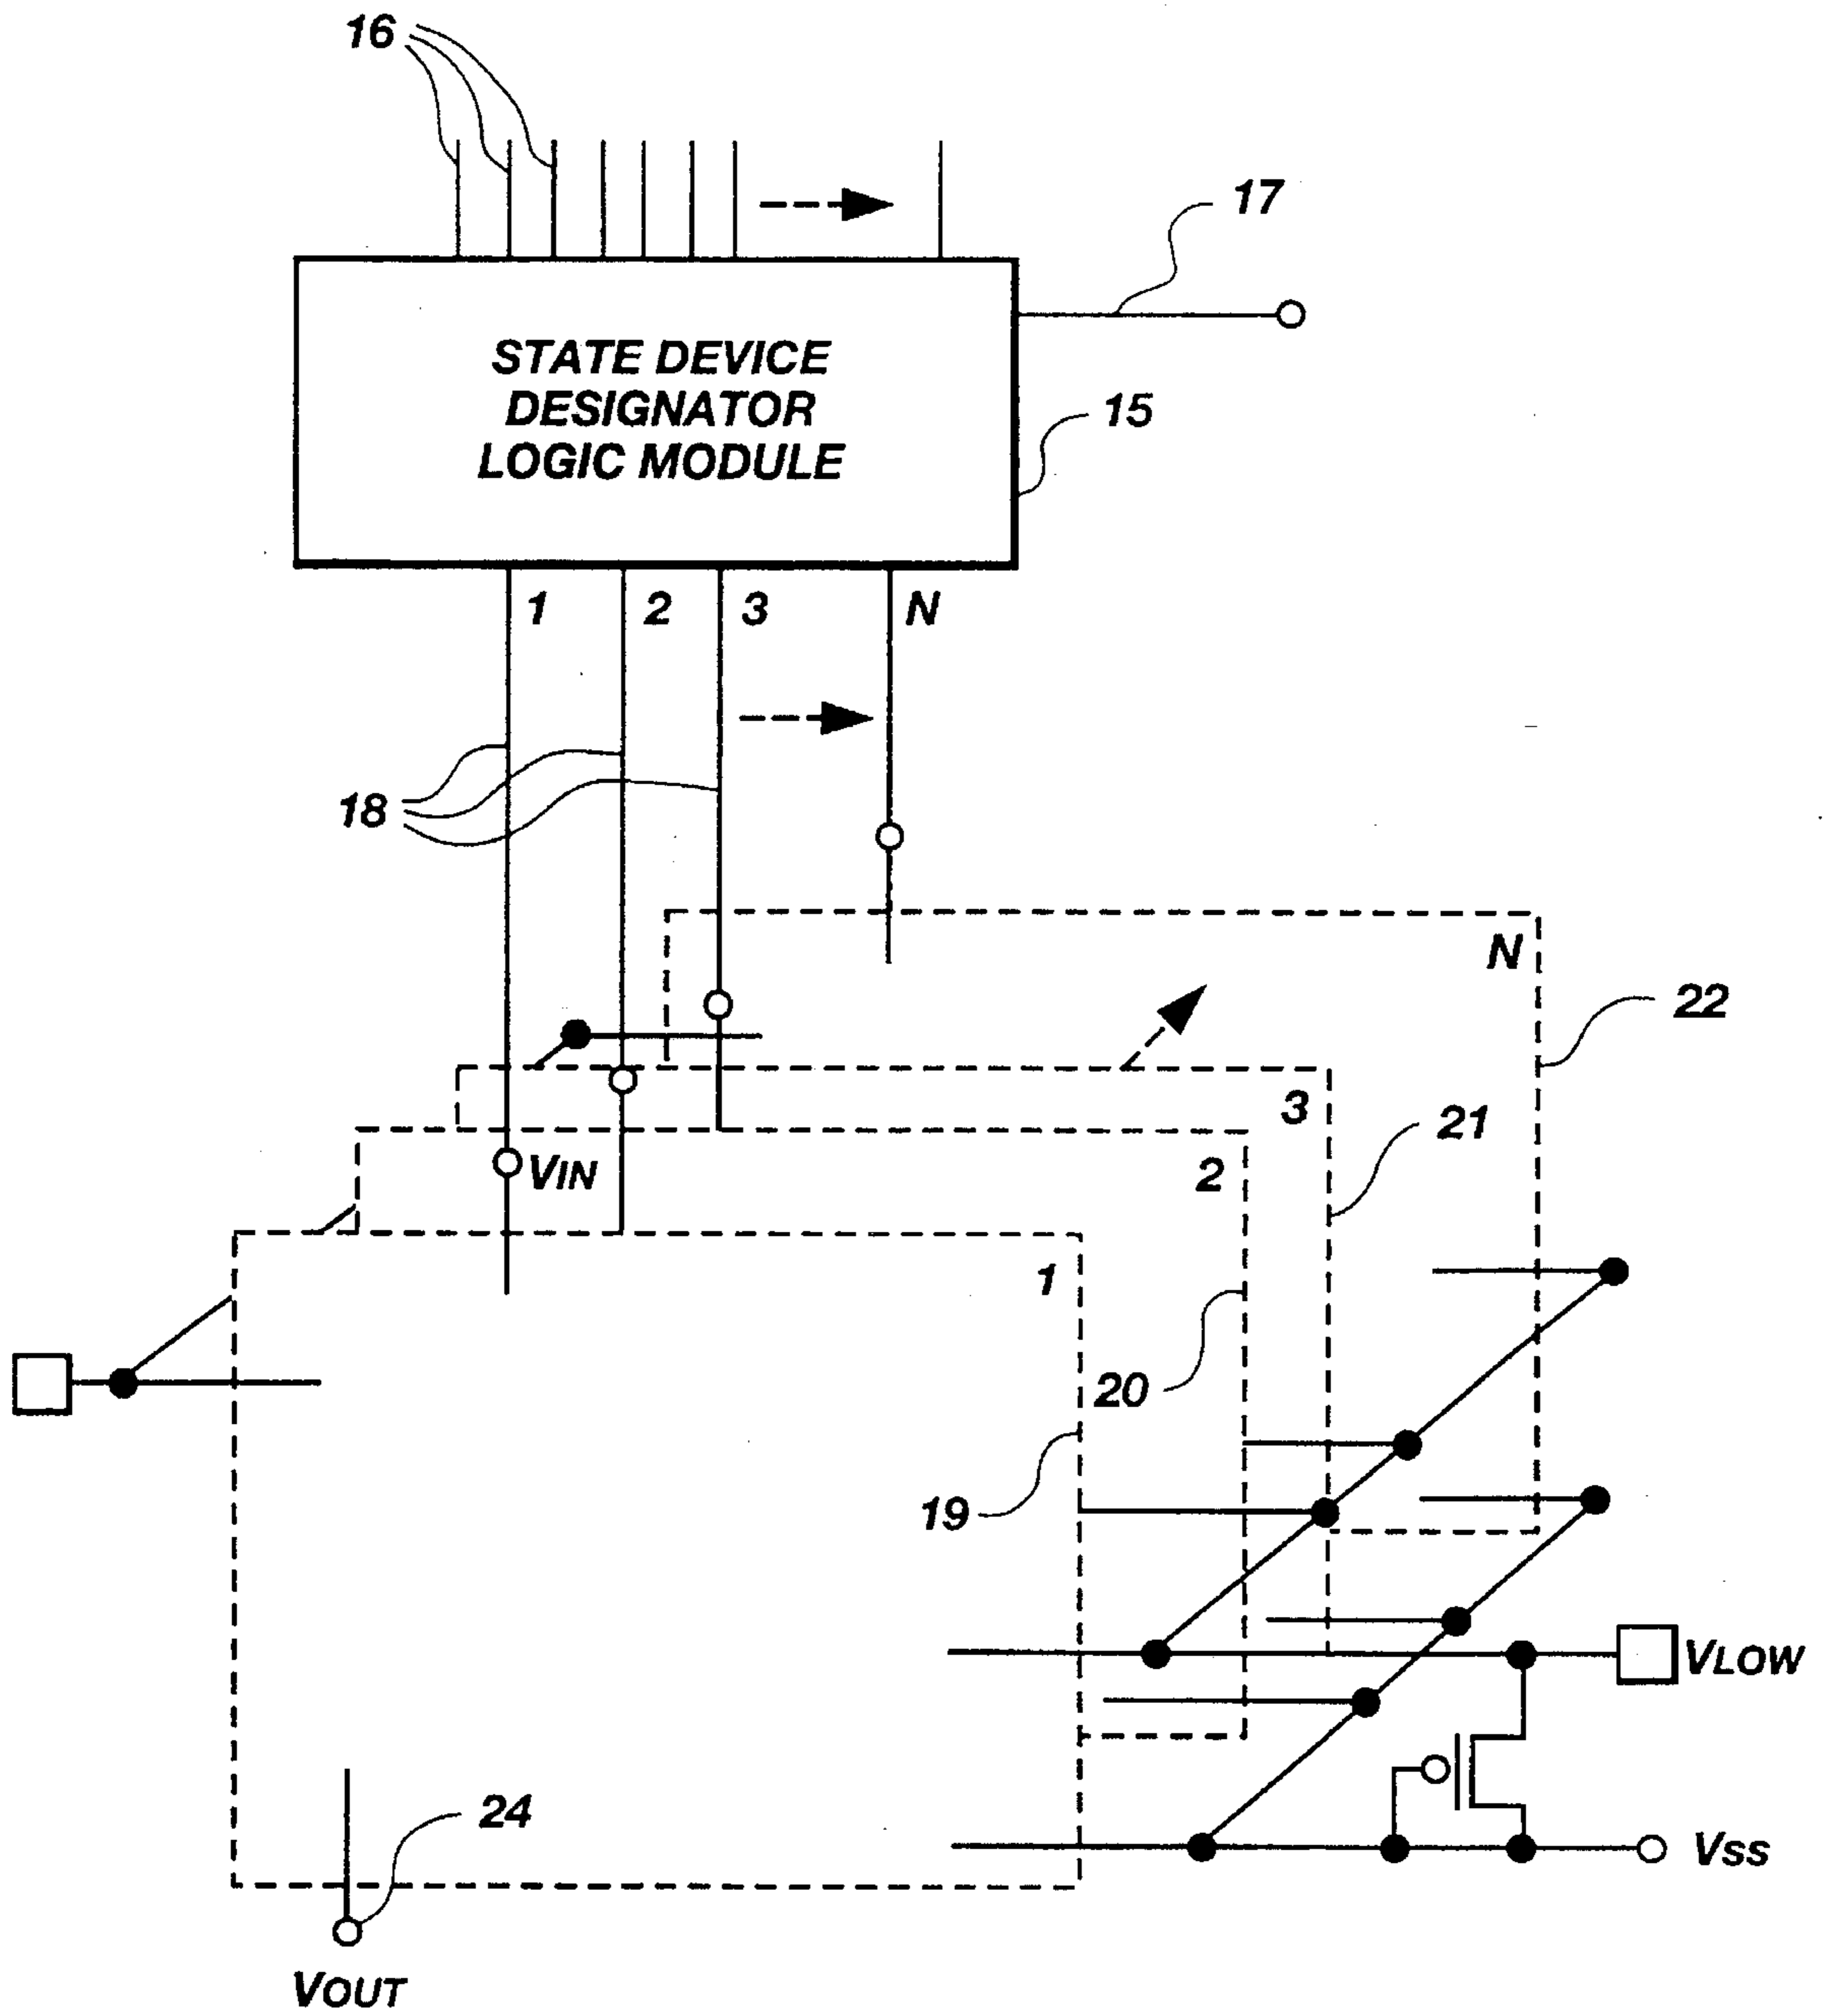 16
17
STATE DEVICE
DESIGNATOR
LOGIC MODULE
15
1 2 3 N
18
N
22
3
21
VIN
2
1
20
19
VLOW
24
VSS
VOUT